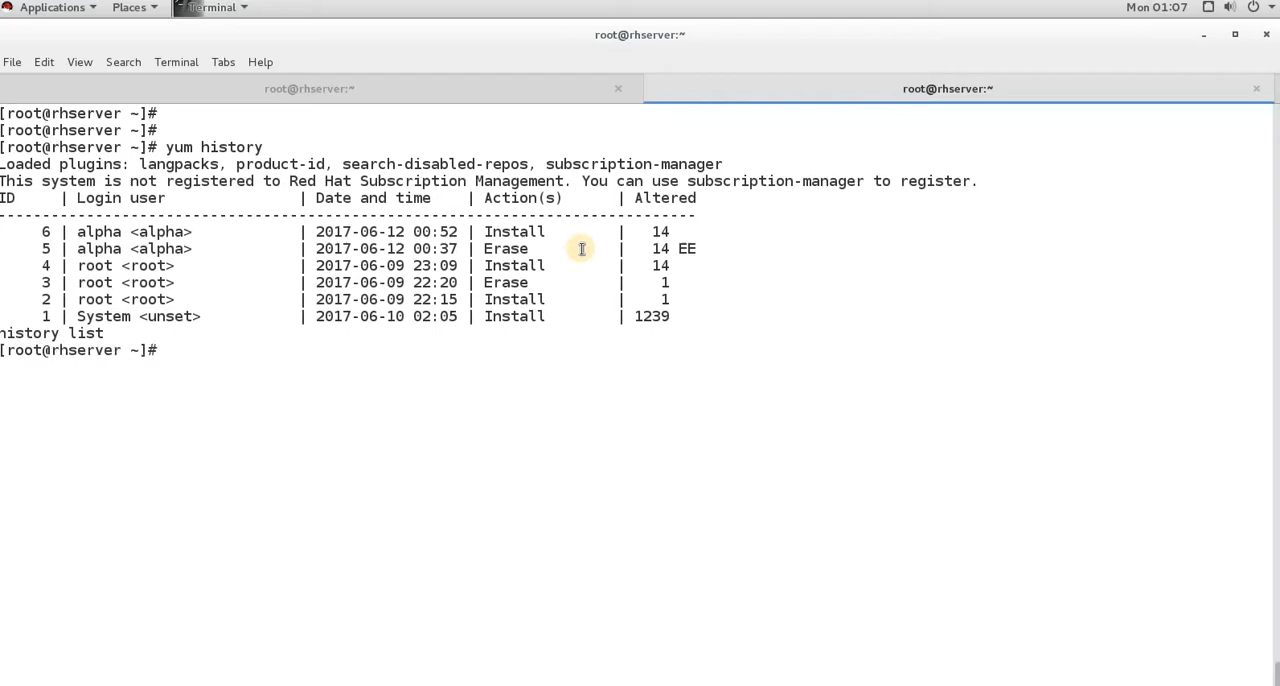 Applications Places Terminal Mon 01:07
root@rhserver:~
File Edit View Search Terminal Tabs Help
root@rhserver:~ × root@rhserver:~ ×
[root@rhserver ~]#
[root@rhserver ~]#
[root@rhserver ~]# yum history
Loaded plugins: langpacks, product-id, search-disabled-repos, subscription-manager
This system is not registered to Red Hat Subscription Management. You can use subscription-manager to register.
ID     | Login user               | Date and time    | Action(s)      | Altered
-------------------------------------------------------------------------------
     6 | alpha <alpha>            | 2017-06-12 00:52 | Install        |   14
     5 | alpha <alpha>            | 2017-06-12 00:37 | Erase          |   14 EE
     4 | root <root>              | 2017-06-09 23:09 | Install        |   14
     3 | root <root>              | 2017-06-09 22:20 | Erase          |    1
     2 | root <root>              | 2017-06-09 22:15 | Install        |    1
     1 | System <unset>           | 2017-06-10 02:05 | Install        | 1239
history list
[root@rhserver ~]#